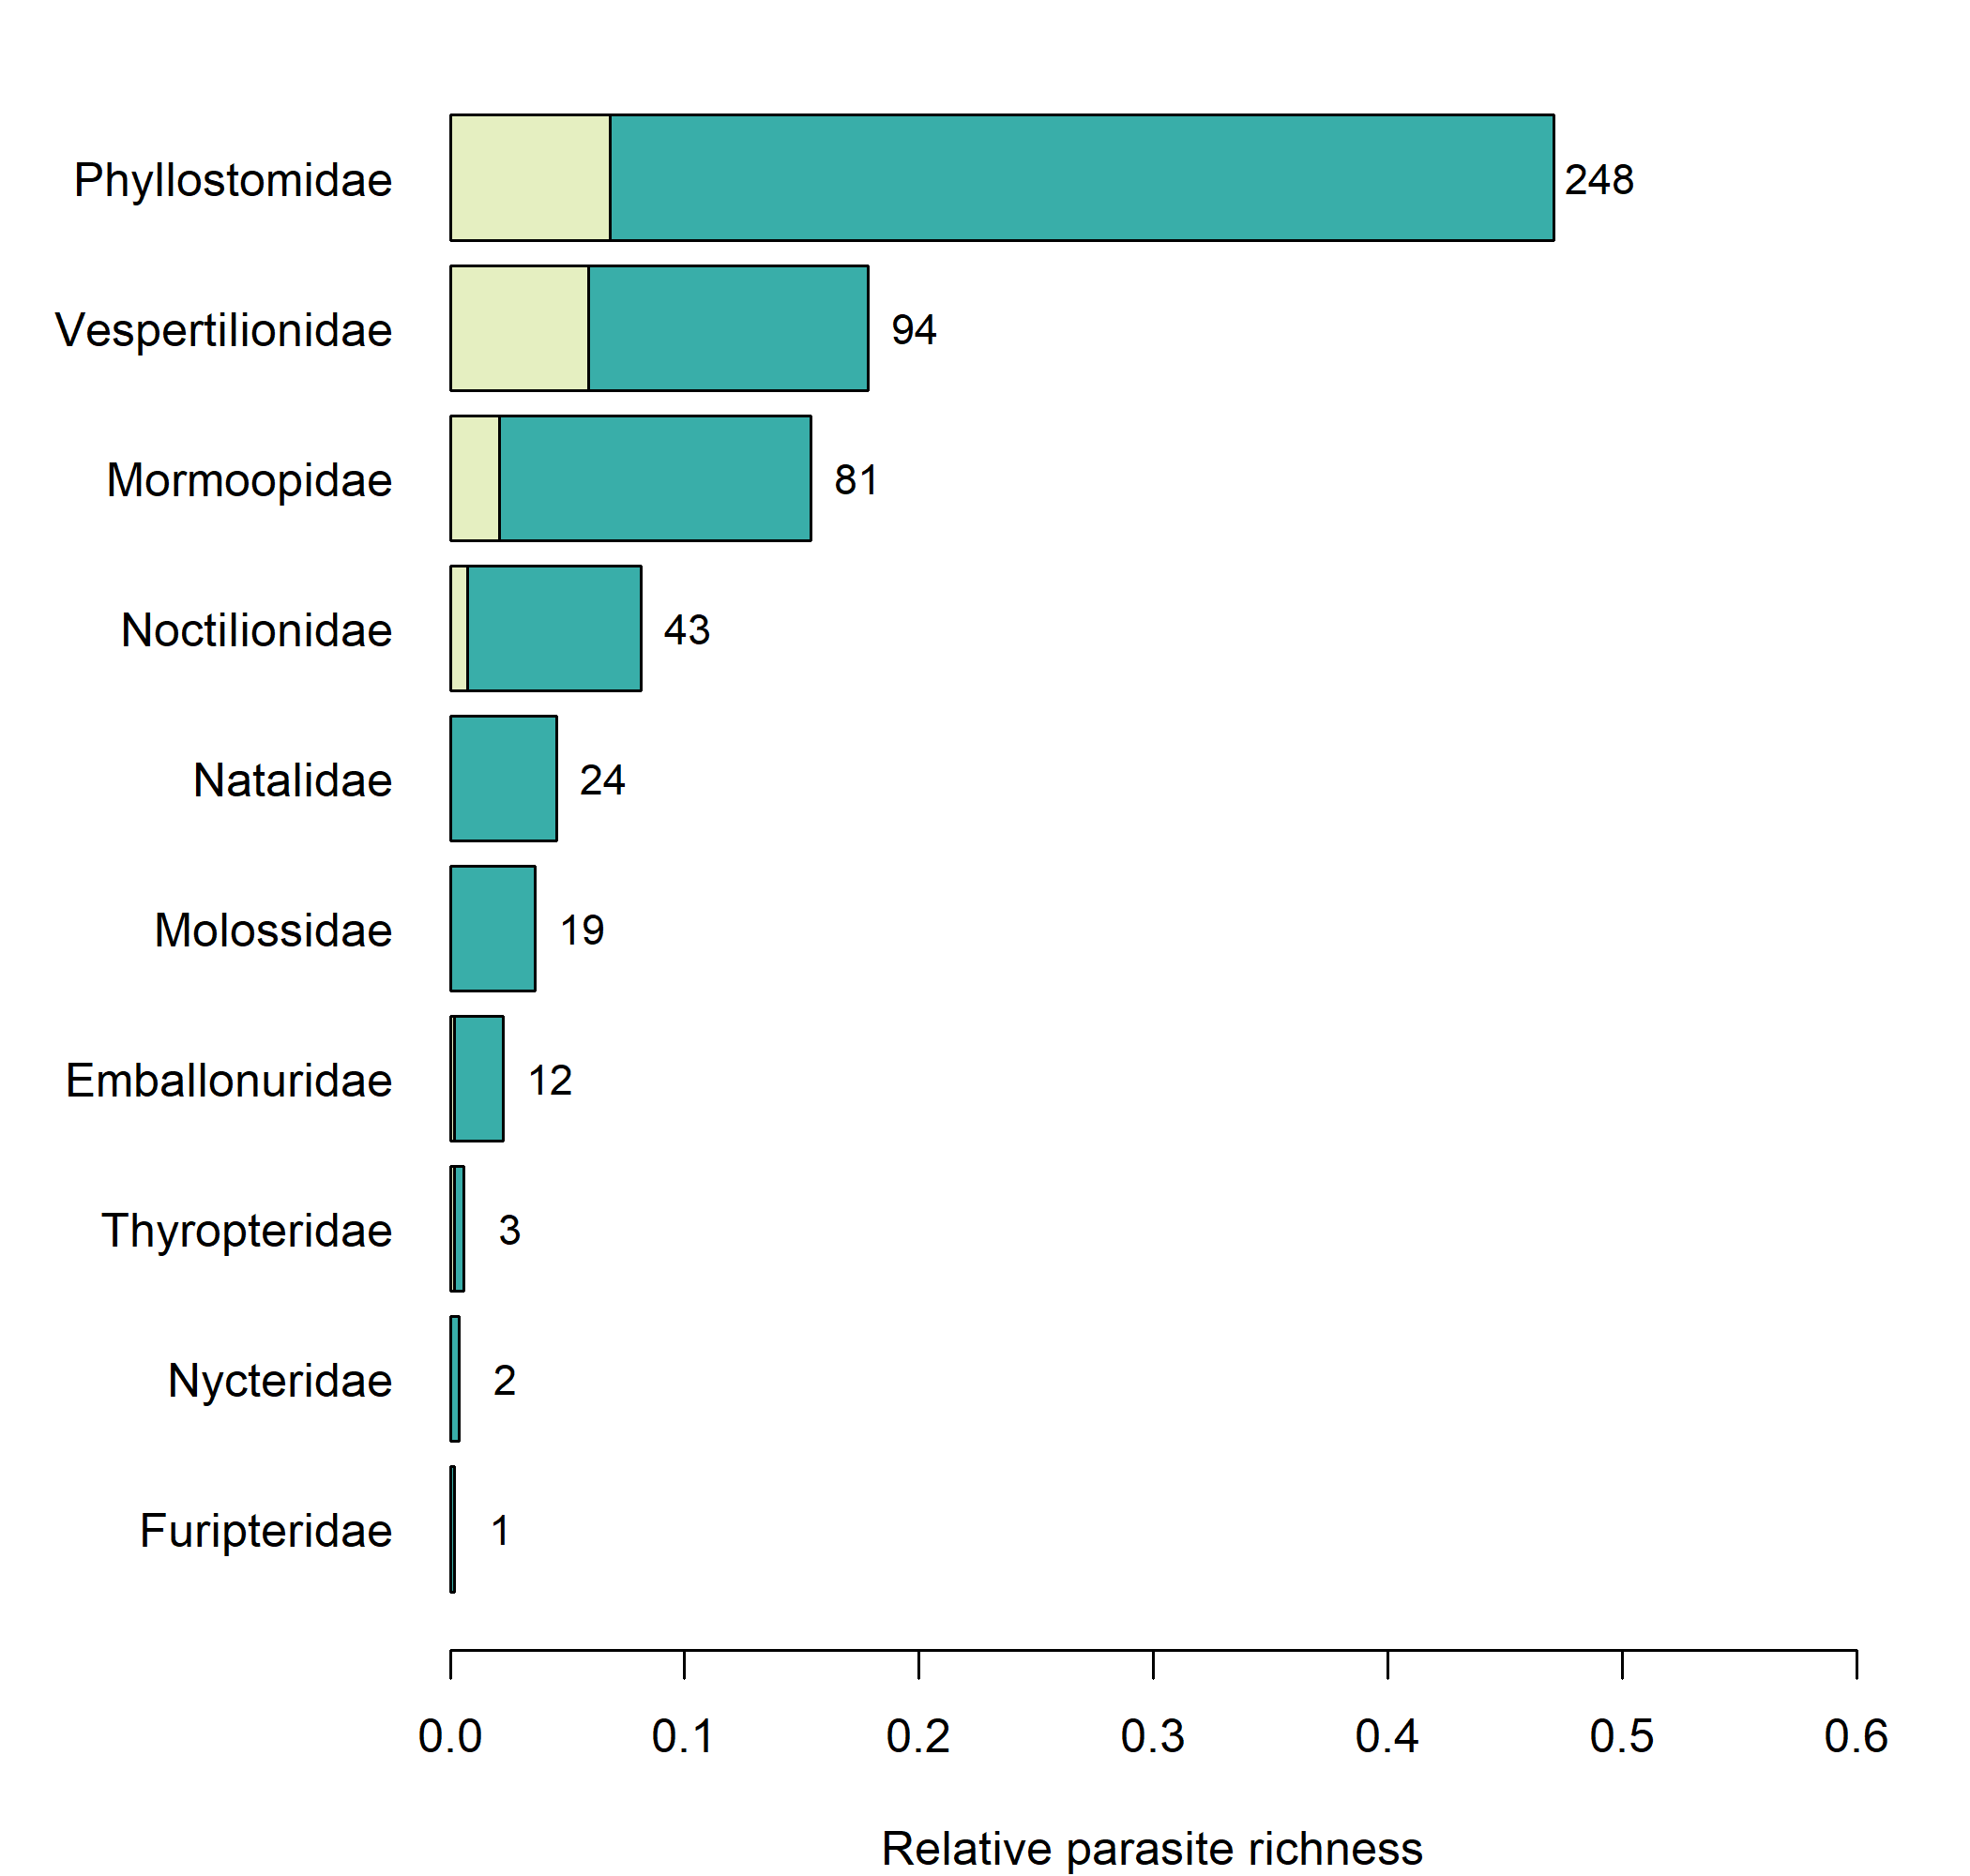 Phyllostomidae 248
Vespertilionidae 94
Mormoopidae 81
Noctilionidae 43
Natalidae 24
Molossidae 19
Emballonuridae 12
Thyropteridae 3
Nycteridae 2
Furipteridae 1
0.0 0.1 0.2 0.3 0.4 0.5 0.6
Relative parasite richness